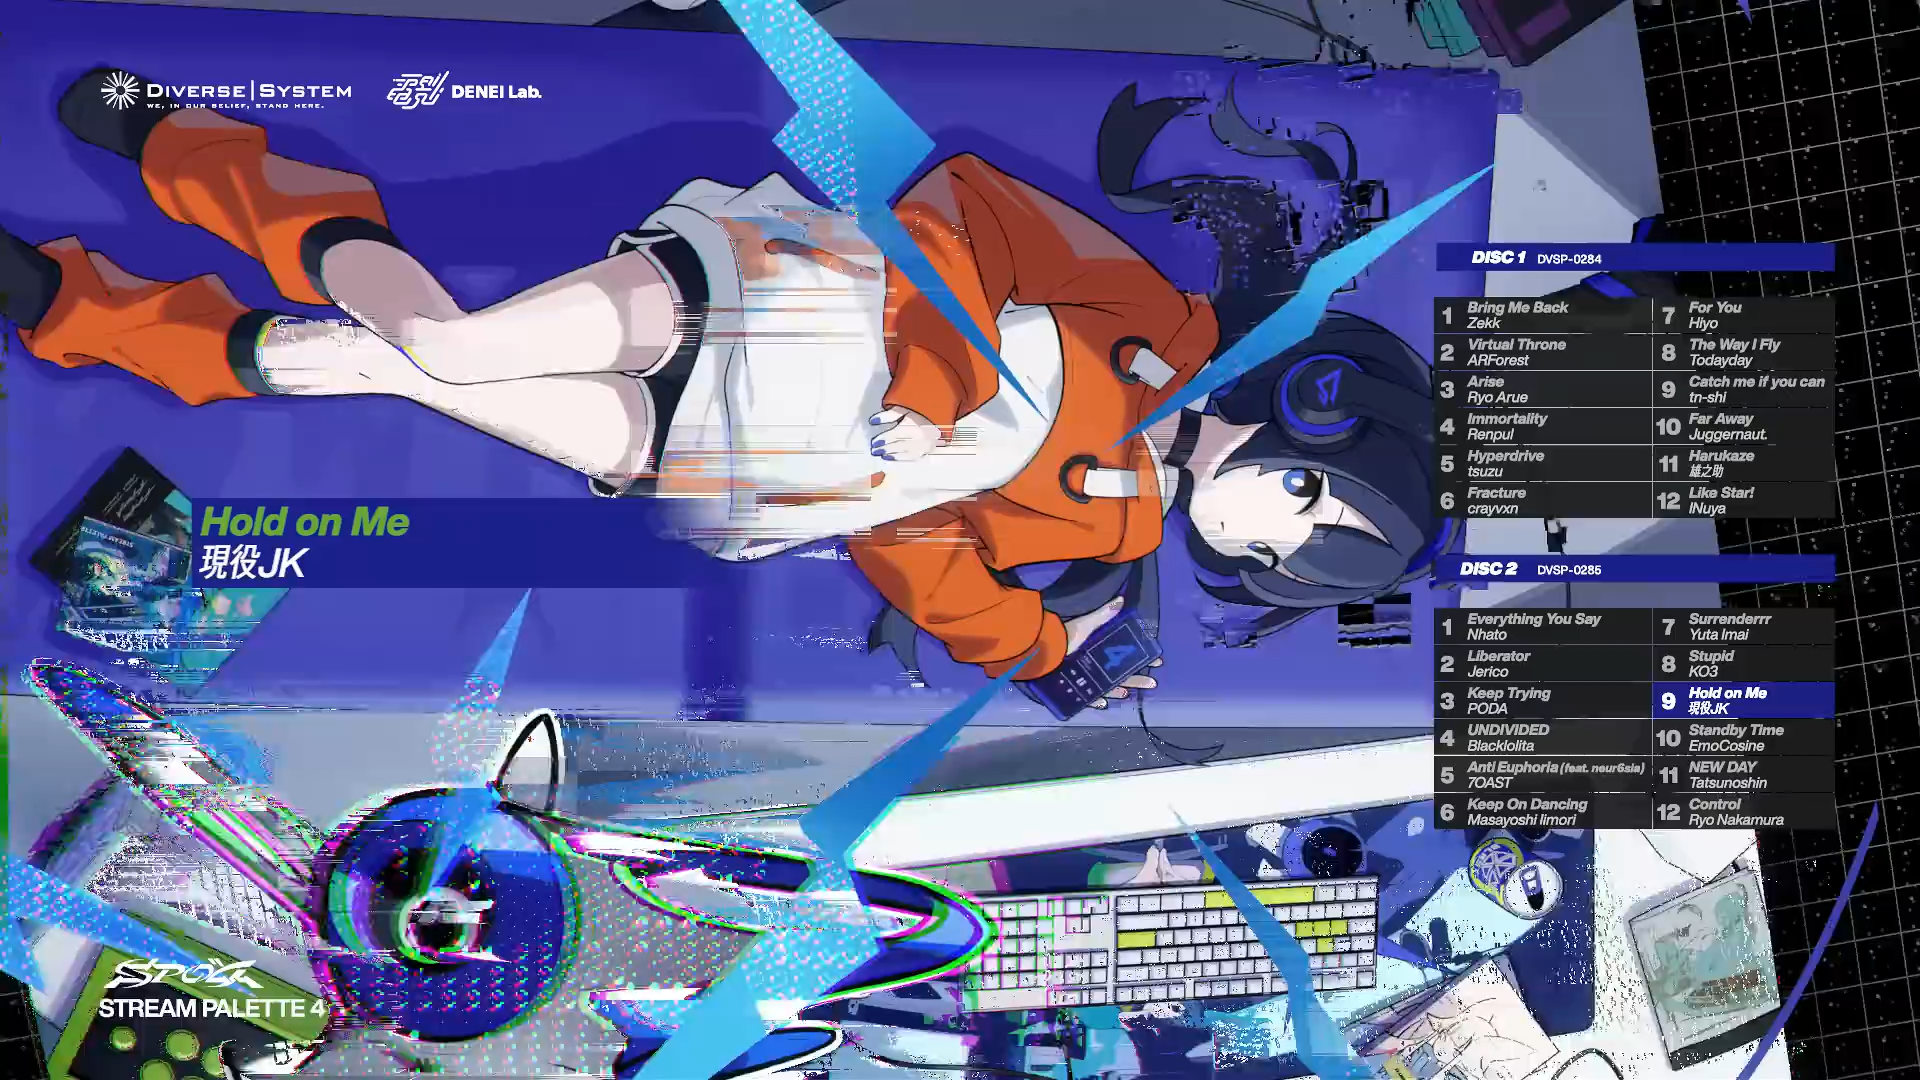 DIVERSE|SYSTEM
WE, IN OUR BELIEF, STAND HERE.
DENEI Lab.
DISC 1 DVSP-0284
1 Bring Me Back
Zekk
2 Virtual Throne
ARForest
3 Arise
Ryo Arue
4 Immortality
Renpul
5 Hyperdrive
tsuzu
6 Fracture
crayvxn
7 For You
Hiyo
8 The Way I Fly
Todayday
9 Catch me if you can
tn-shi
10 Far Away
Juggernaut.
11 Harukaze
雄之助
12 Like Star!
INuya
Hold on Me
現役JK
DISC 2 DVSP-0285
1 Everything You Say
Nhato
2 Liberator
Jerico
3 Keep Trying
PODA
4 UNDIVIDED
Blacklolita
5 Anti Euphoria (feat. neur6sia)
7OAST
6 Keep On Dancing
Masayoshi Iimori
7 Surrenderrr
Yuta Imai
8 Stupid
KO3
9 Hold on Me
現役JK
10 Standby Time
EmoCosine
11 NEW DAY
Tatsunoshin
12 Control
Ryo Nakamura
4
STREAM PALETTE 4